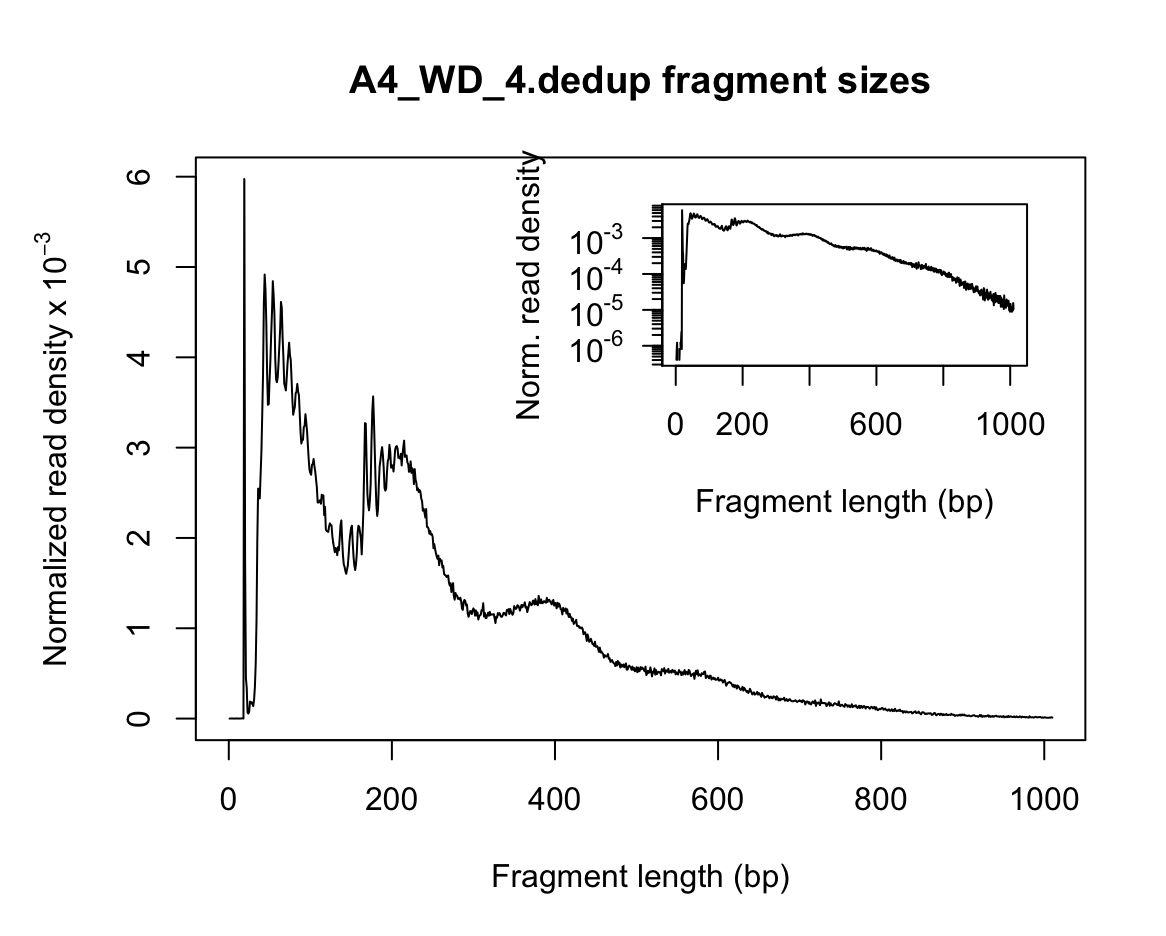 A4_WD_4.dedup fragment sizes
Normalized read density x 10⁻³
6
5
4
3
2
1
0
0 200 400 600 800 1000
Fragment length (bp)
Norm. read density
10⁻³
10⁻⁴
10⁻⁵
10⁻⁶
0 200 600 1000
Fragment length (bp)